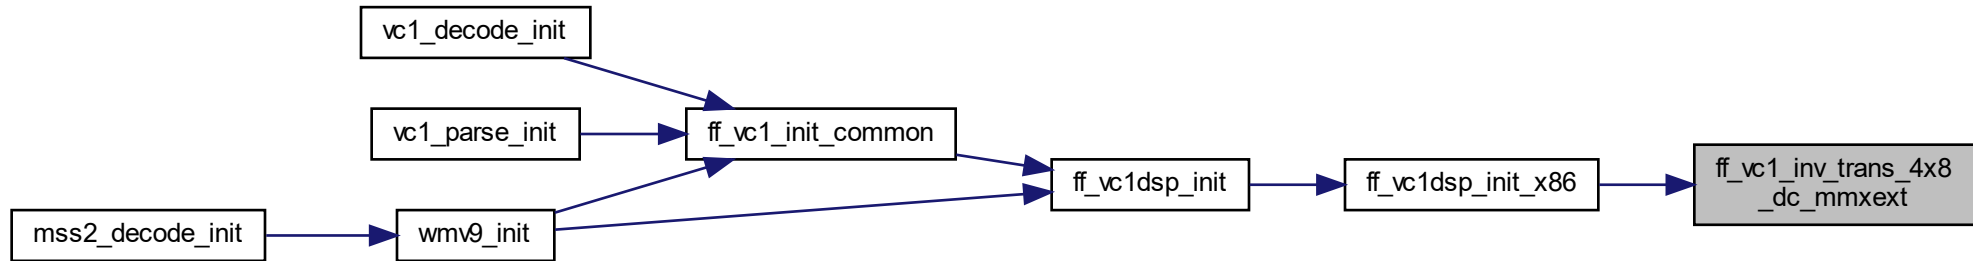 vc1_decode_init
vc1_parse_init
ff_vc1_init_common
mss2_decode_init
wmv9_init
ff_vc1dsp_init
ff_vc1dsp_init_x86
ff_vc1_inv_trans_4x8
_dc_mmxext